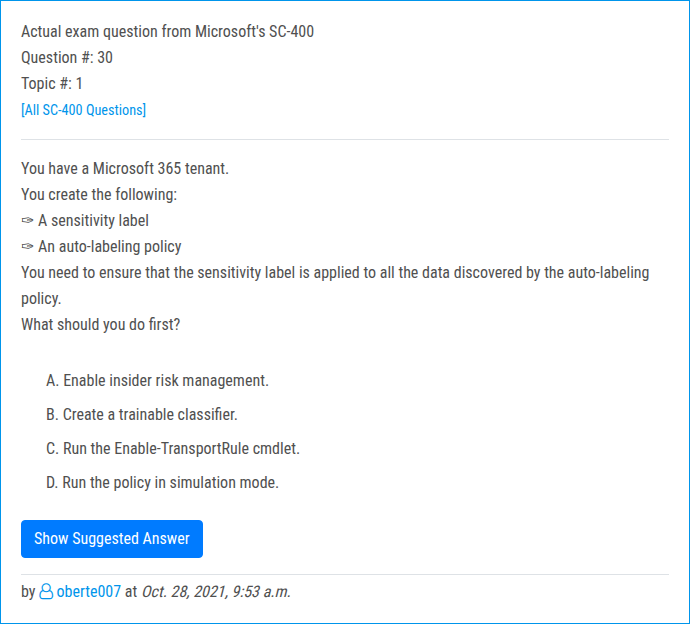 Actual exam question from Microsoft's SC-400
Question #: 30
Topic #: 1
[All SC-400 Questions]
You have a Microsoft 365 tenant.
You create the following:
✑ A sensitivity label
✑ An auto-labeling policy
You need to ensure that the sensitivity label is applied to all the data discovered by the auto-labeling
policy.
What should you do first?
A. Enable insider risk management.
B. Create a trainable classifier.
C. Run the Enable-TransportRule cmdlet.
D. Run the policy in simulation mode.
Show Suggested Answer
by oberte007 at Oct. 28, 2021, 9:53 a.m.